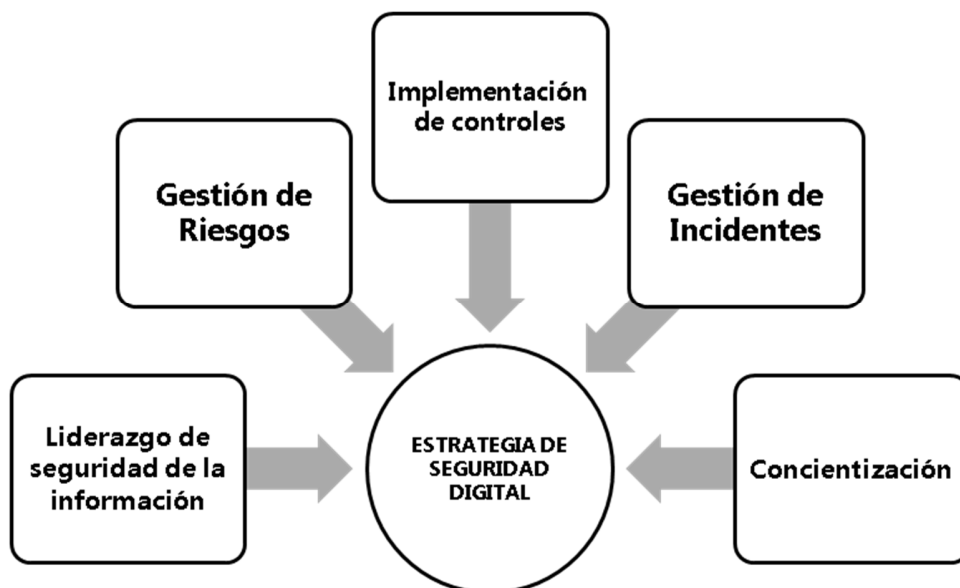 Implementación
de controles
Gestión de
Riesgos
Gestión de
Incidentes
Liderazgo de
seguridad de la
información
ESTRATEGIA DE
SEGURIDAD
DIGITAL
Concientización